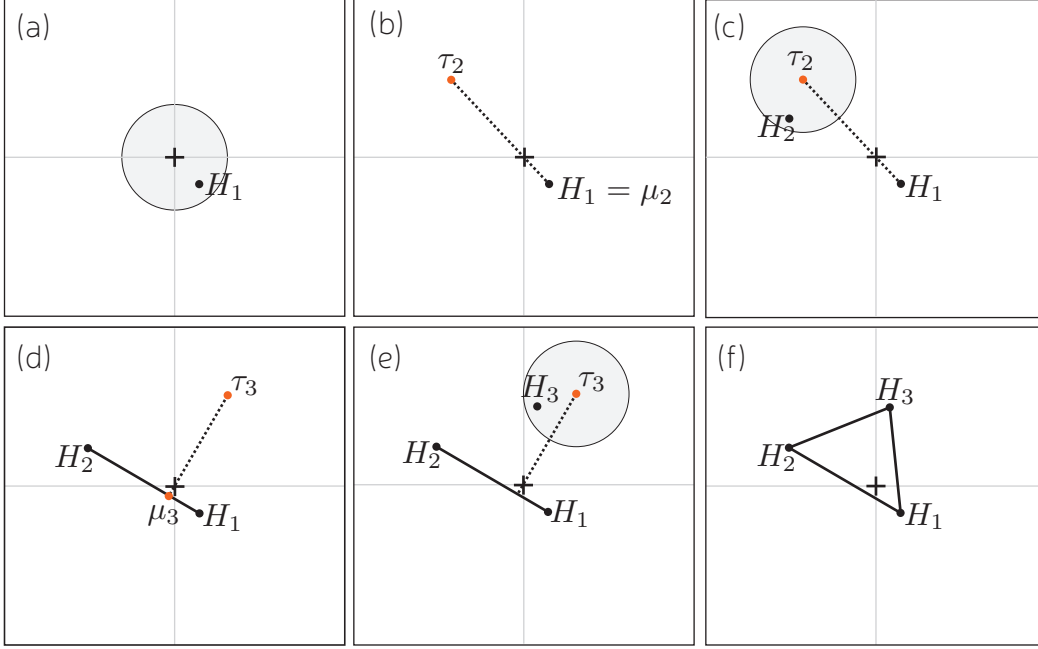 (a)
H₁
(b)
τ₂
H₁ = μ₂
(c)
τ₂
H₂
H₁
(d)
τ₃
H₂
μ₃
H₁
(e)
H₃
τ₃
H₂
H₁
(f)
H₃
H₂
H₁